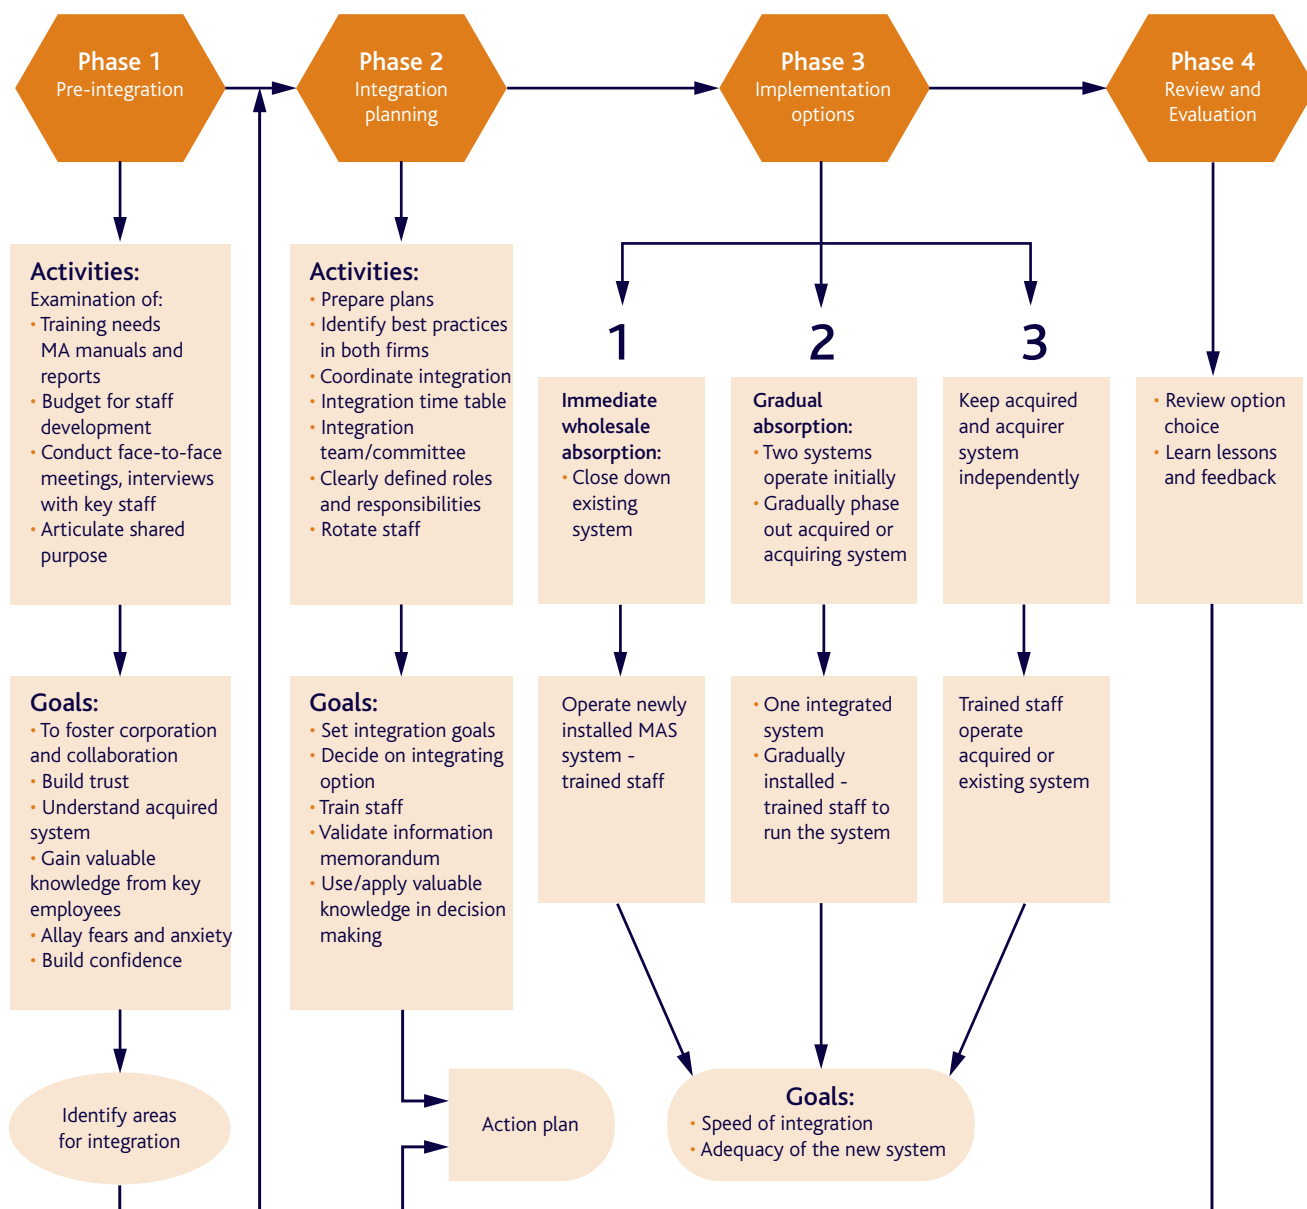 Phase 1
Pre-integration
Phase 2
Integration
planning
Phase 3
Implementation
options
Phase 4
Review and
Evaluation
Activities:
Examination of:
• Training needs
MA manuals and
reports
• Budget for staff
development
• Conduct face-to-face
meetings, interviews
with key staff
• Articulate shared
purpose
Goals:
• To foster corporation
and collaboration
• Build trust
• Understand acquired
system
• Gain valuable
knowledge from key
employees
• Allay fears and anxiety
• Build confidence
Identify areas
for integration
Activities:
• Prepare plans
• Identify best practices
in both firms
• Coordinate integration
• Integration time table
• Integration
team/committee
• Clearly defined roles
and responsibilities
• Rotate staff
Goals:
• Set integration goals
• Decide on integrating
option
• Train staff
• Validate information
memorandum
• Use/apply valuable
knowledge in decision
making
Action plan
1
Immediate
wholesale
absorption:
• Close down
existing
system
Operate newly
installed MAS
system -
trained staff
2
Gradual
absorption:
• Two systems
operate initially
• Gradually phase
out acquired or
acquiring system
• One integrated
system
• Gradually
installed -
trained staff to
run the system
3
Keep acquired
and acquirer
system
independently
Trained staff
operate
acquired or
existing system
Goals:
• Speed of integration
• Adequacy of the new system
• Review option
choice
• Learn lessons
and feedback